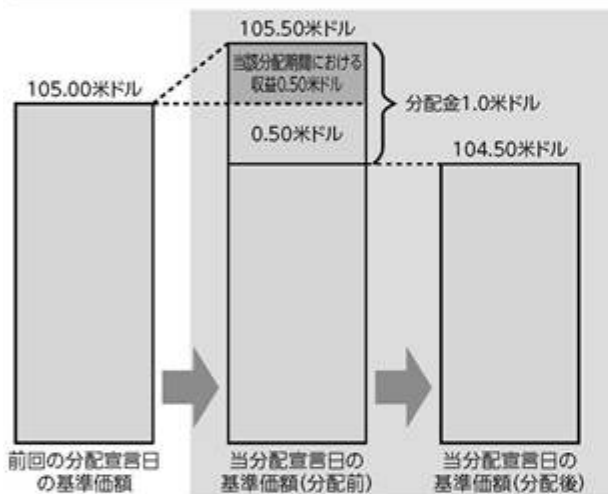 105.50米ドル
105.00米ドル
当該分配期間における
収益0.50米ドル
0.50米ドル
分配金1.0米ドル
104.50米ドル
前回の分配宣言日
の基準価額
当分配宣言日の
基準価額(分配前)
当分配宣言日の
基準価額(分配後)